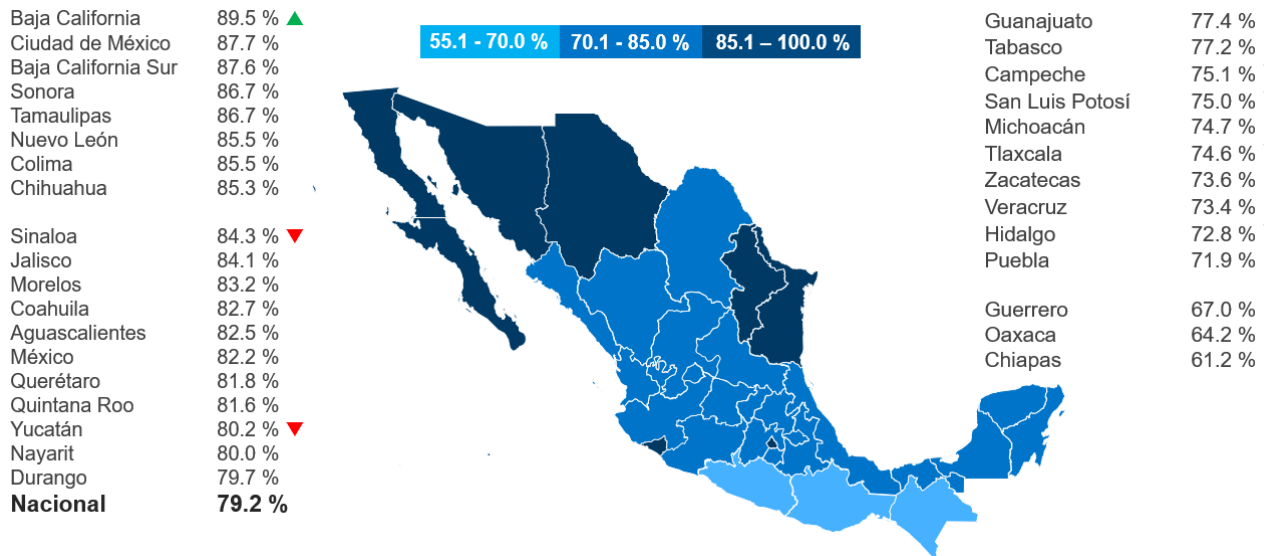 Baja California 89.5 %
Ciudad de México 87.7 %
Baja California Sur 87.6 %
Sonora 86.7 %
Tamaulipas 86.7 %
Nuevo León 85.5 %
Colima 85.5 %
Chihuahua 85.3 %
Sinaloa 84.3 %
Jalisco 84.1 %
Morelos 83.2 %
Coahuila 82.7 %
Aguascalientes 82.5 %
México 82.2 %
Querétaro 81.8 %
Quintana Roo 81.6 %
Yucatán 80.2 %
Nayarit 80.0 %
Durango 79.7 %
Nacional 79.2 %
55.1 - 70.0 % 70.1 - 85.0 % 85.1 – 100.0 %
Guanajuato 77.4 %
Tabasco 77.2 %
Campeche 75.1 %
San Luis Potosí 75.0 %
Michoacán 74.7 %
Tlaxcala 74.6 %
Zacatecas 73.6 %
Veracruz 73.4 %
Hidalgo 72.8 %
Puebla 71.9 %
Guerrero 67.0 %
Oaxaca 64.2 %
Chiapas 61.2 %